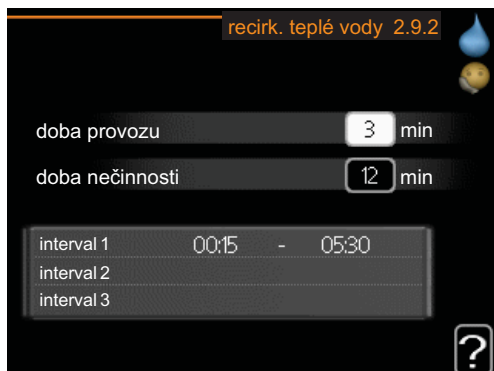 recirk. teplé vody 2.9.2
doba provozu 3 min
doba nečinnosti 12 min
interval 1 00:15 - 05:30
interval 2
interval 3
?